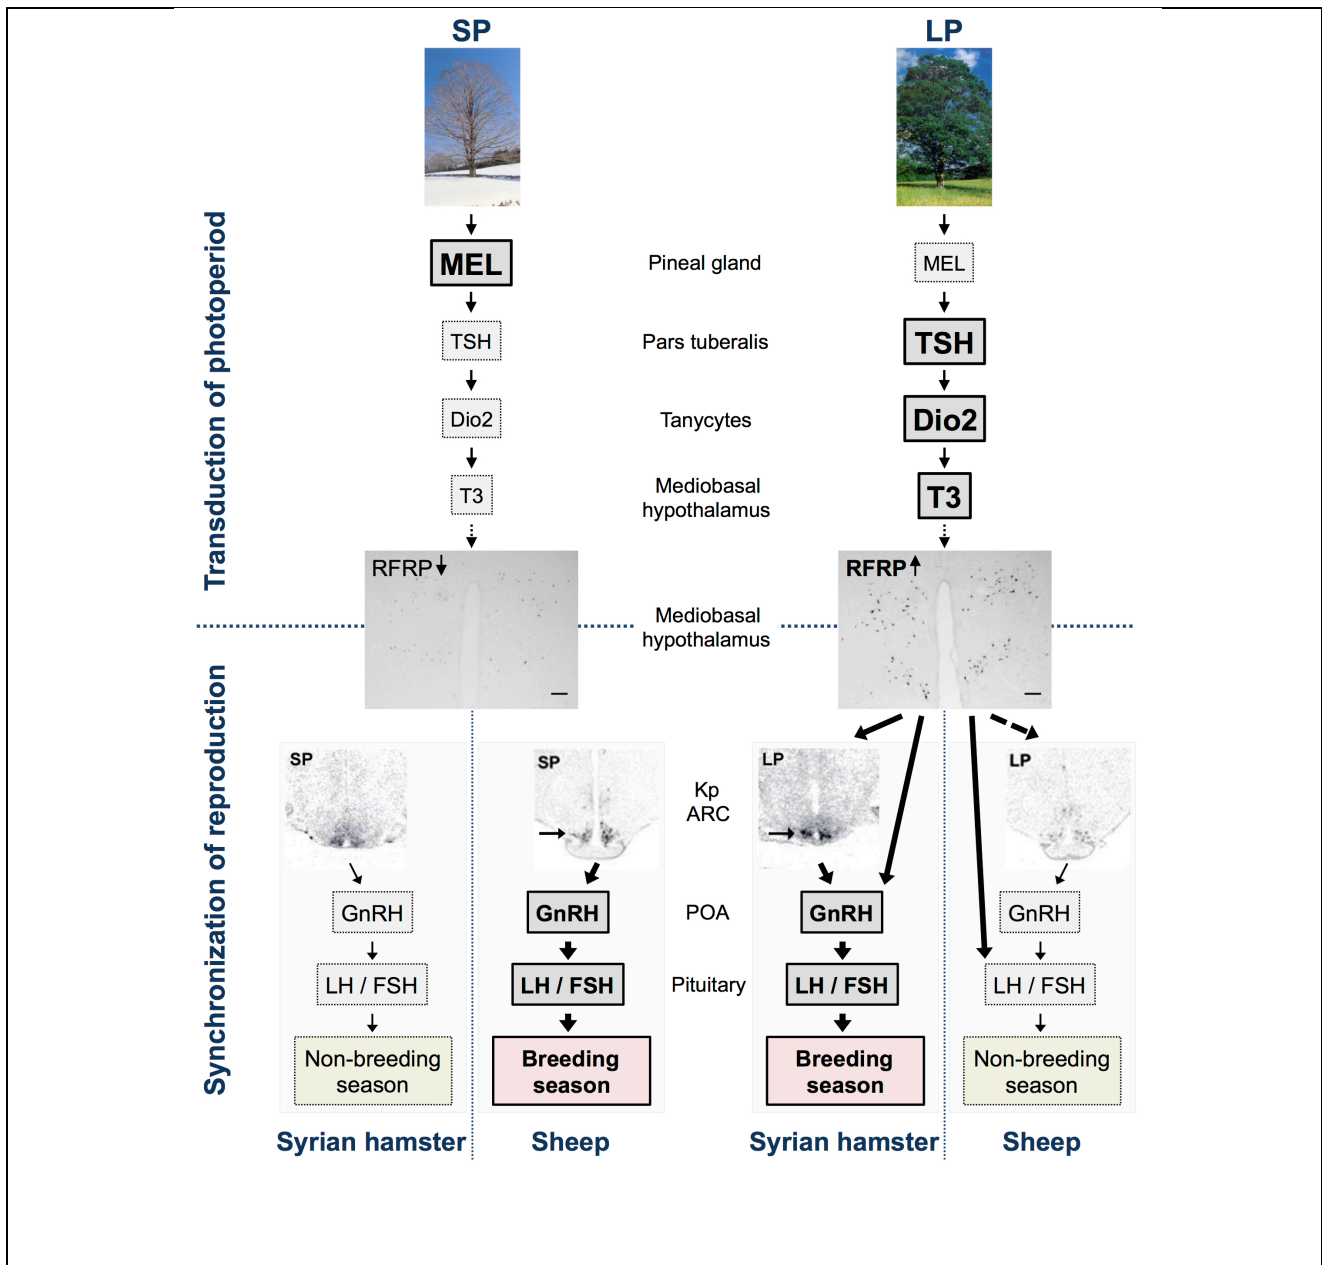 SP
LP
Transduction of photoperiod
MEL
Pineal gland
MEL
TSH
Pars tuberalis
TSH
Dio2
Tanycytes
Dio2
T3
Mediobasal
hypothalamus
T3
RFRP↓
RFRP↑
Mediobasal
hypothalamus
Synchronization of reproduction
SP
SP
Kp
ARC
LP
LP
GnRH
GnRH
POA
GnRH
GnRH
LH / FSH
LH / FSH
Pituitary
LH / FSH
LH / FSH
Non-breeding
season
Breeding
season
Breeding
season
Non-breeding
season
Syrian hamster
Sheep
Syrian hamster
Sheep